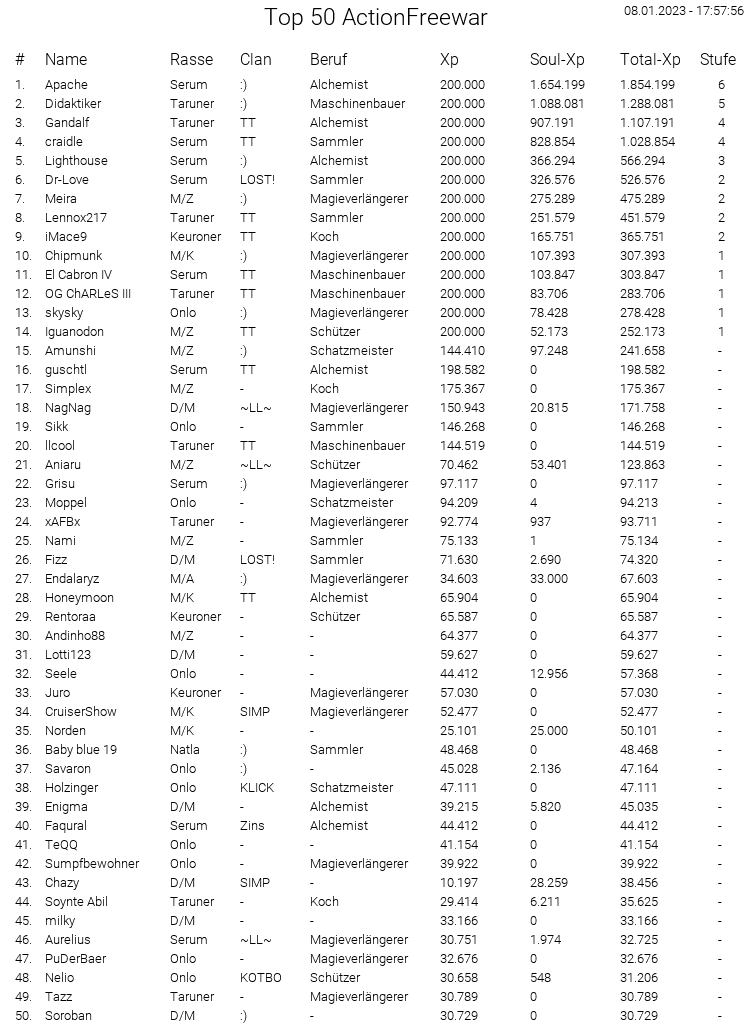 Top 50 ActionFreewar
08.01.2023 - 17:57:56
# Name Rasse Clan Beruf Xp Soul-Xp Total-Xp Stufe
1. Apache Serum :) Alchemist 200.000 1.654.199 1.854.199 6
2. Didaktiker Taruner :) Maschinenbauer 200.000 1.088.081 1.288.081 5
3. Gandalf Taruner TT Alchemist 200.000 907.191 1.107.191 4
4. craidle Serum TT Sammler 200.000 828.854 1.028.854 4
5. Lighthouse Serum :) Alchemist 200.000 366.294 566.294 3
6. Dr-Love Serum LOST! Sammler 200.000 326.576 526.576 2
7. Meira M/Z :) Magieverlängerer 200.000 275.289 475.289 2
8. Lennox217 Taruner TT Sammler 200.000 251.579 451.579 2
9. iMace9 Keuroner TT Koch 200.000 165.751 365.751 2
10. Chipmunk M/K :) Magieverlängerer 200.000 107.393 307.393 1
11. El Cabron IV Serum TT Maschinenbauer 200.000 103.847 303.847 1
12. OG ChARLeS III Taruner TT Maschinenbauer 200.000 83.706 283.706 1
13. skysky Onlo :) Magieverlängerer 200.000 78.428 278.428 1
14. Iguanodon M/Z TT Schützer 200.000 52.173 252.173 1
15. Amunshi M/Z :) Schatzmeister 144.410 97.248 241.658 -
16. guschtl Serum TT Alchemist 198.582 0 198.582 -
17. Simplex M/Z - Koch 175.367 0 175.367 -
18. NagNag D/M ~LL~ Magieverlängerer 150.943 20.815 171.758 -
19. Sikk Onlo - Sammler 146.268 0 146.268 -
20. llcool Taruner TT Maschinenbauer 144.519 0 144.519 -
21. Aniaru M/Z ~LL~ Schützer 70.462 53.401 123.863 -
22. Grisu Serum :) Magieverlängerer 97.117 0 97.117 -
23. Moppel Onlo - Schatzmeister 94.209 4 94.213 -
24. xAFBx Taruner - Magieverlängerer 92.774 937 93.711 -
25. Nami M/Z - Sammler 75.133 1 75.134 -
26. Fizz D/M LOST! Sammler 71.630 2.690 74.320 -
27. Endalaryz M/A :) Magieverlängerer 34.603 33.000 67.603 -
28. Honeymoon M/K TT Alchemist 65.904 0 65.904 -
29. Rentoraa Keuroner - Schützer 65.587 0 65.587 -
30. Andinho88 M/Z - - 64.377 0 64.377 -
31. Lotti123 D/M - - 59.627 0 59.627 -
32. Seele Onlo - - 44.412 12.956 57.368 -
33. Juro Keuroner - Magieverlängerer 57.030 0 57.030 -
34. CruiserShow M/K SIMP Magieverlängerer 52.477 0 52.477 -
35. Norden M/K - - 25.101 25.000 50.101 -
36. Baby blue 19 Natla :) Sammler 48.468 0 48.468 -
37. Savaron Onlo :) - 45.028 2.136 47.164 -
38. Holzinger Onlo KLICK Schatzmeister 47.111 0 47.111 -
39. Enigma D/M - Alchemist 39.215 5.820 45.035 -
40. Faqural Serum Zins Alchemist 44.412 0 44.412 -
41. TeQQ Onlo - - 41.154 0 41.154 -
42. Sumpfbewohner Onlo - Magieverlängerer 39.922 0 39.922 -
43. Chazy D/M SIMP - 10.197 28.259 38.456 -
44. Soynte Abil Taruner - Koch 29.414 6.211 35.625 -
45. milky D/M - - 33.166 0 33.166 -
46. Aurelius Serum ~LL~ Magieverlängerer 30.751 1.974 32.725 -
47. PuDerBaer Onlo - Magieverlängerer 32.676 0 32.676 -
48. Nelio Onlo KOTBO Schützer 30.658 548 31.206 -
49. Tazz Taruner - Magieverlängerer 30.789 0 30.789 -
50. Soroban D/M :) - 30.729 0 30.729 -